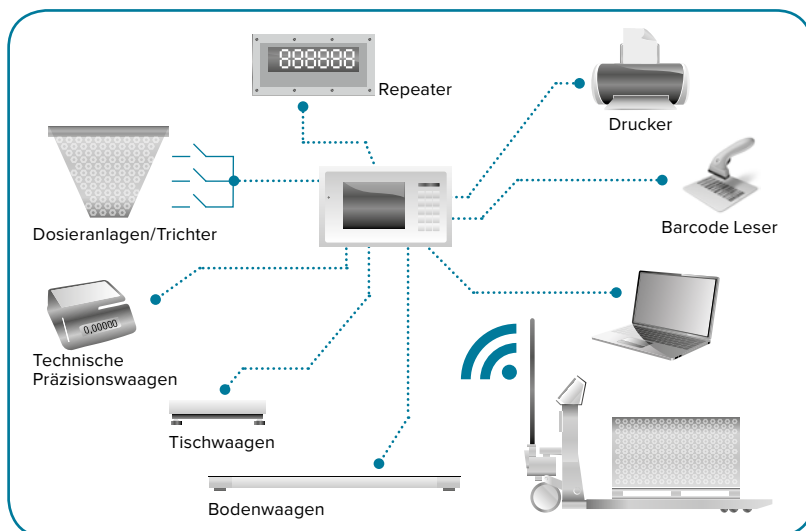 888888
Repeater
Drucker
Dosieranlagen/Trichter
Barcode Leser
0,00000
Technische
Präzisionswaagen
Tischwaagen
Bodenwaagen